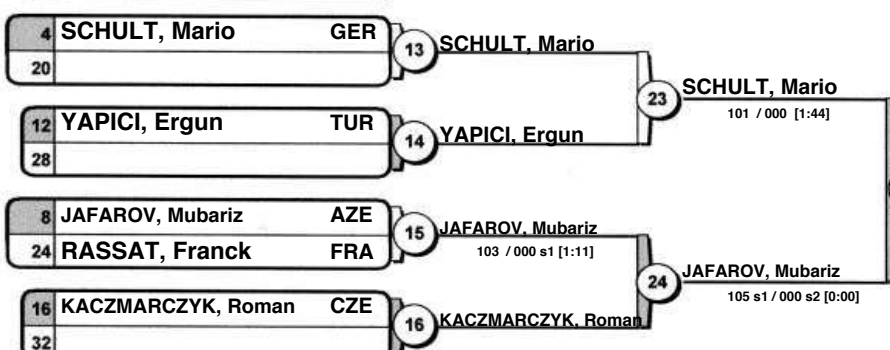 4 SCHULT, Mario GER
20
13 SCHULT, Mario
12 YAPICI, Ergun TUR
28
14 YAPICI, Ergun
23 SCHULT, Mario
101 / 000 [1:44]
8 JAFAROV, Mubariz AZE
24 RASSAT, Franck FRA
15 JAFAROV, Mubariz
103 / 000 s1 [1:11]
16 KACZMARCZYK, Roman CZE
32
16 KACZMARCZYK, Roman
24 JAFAROV, Mubariz
105 s1 / 000 s2 [0:00]